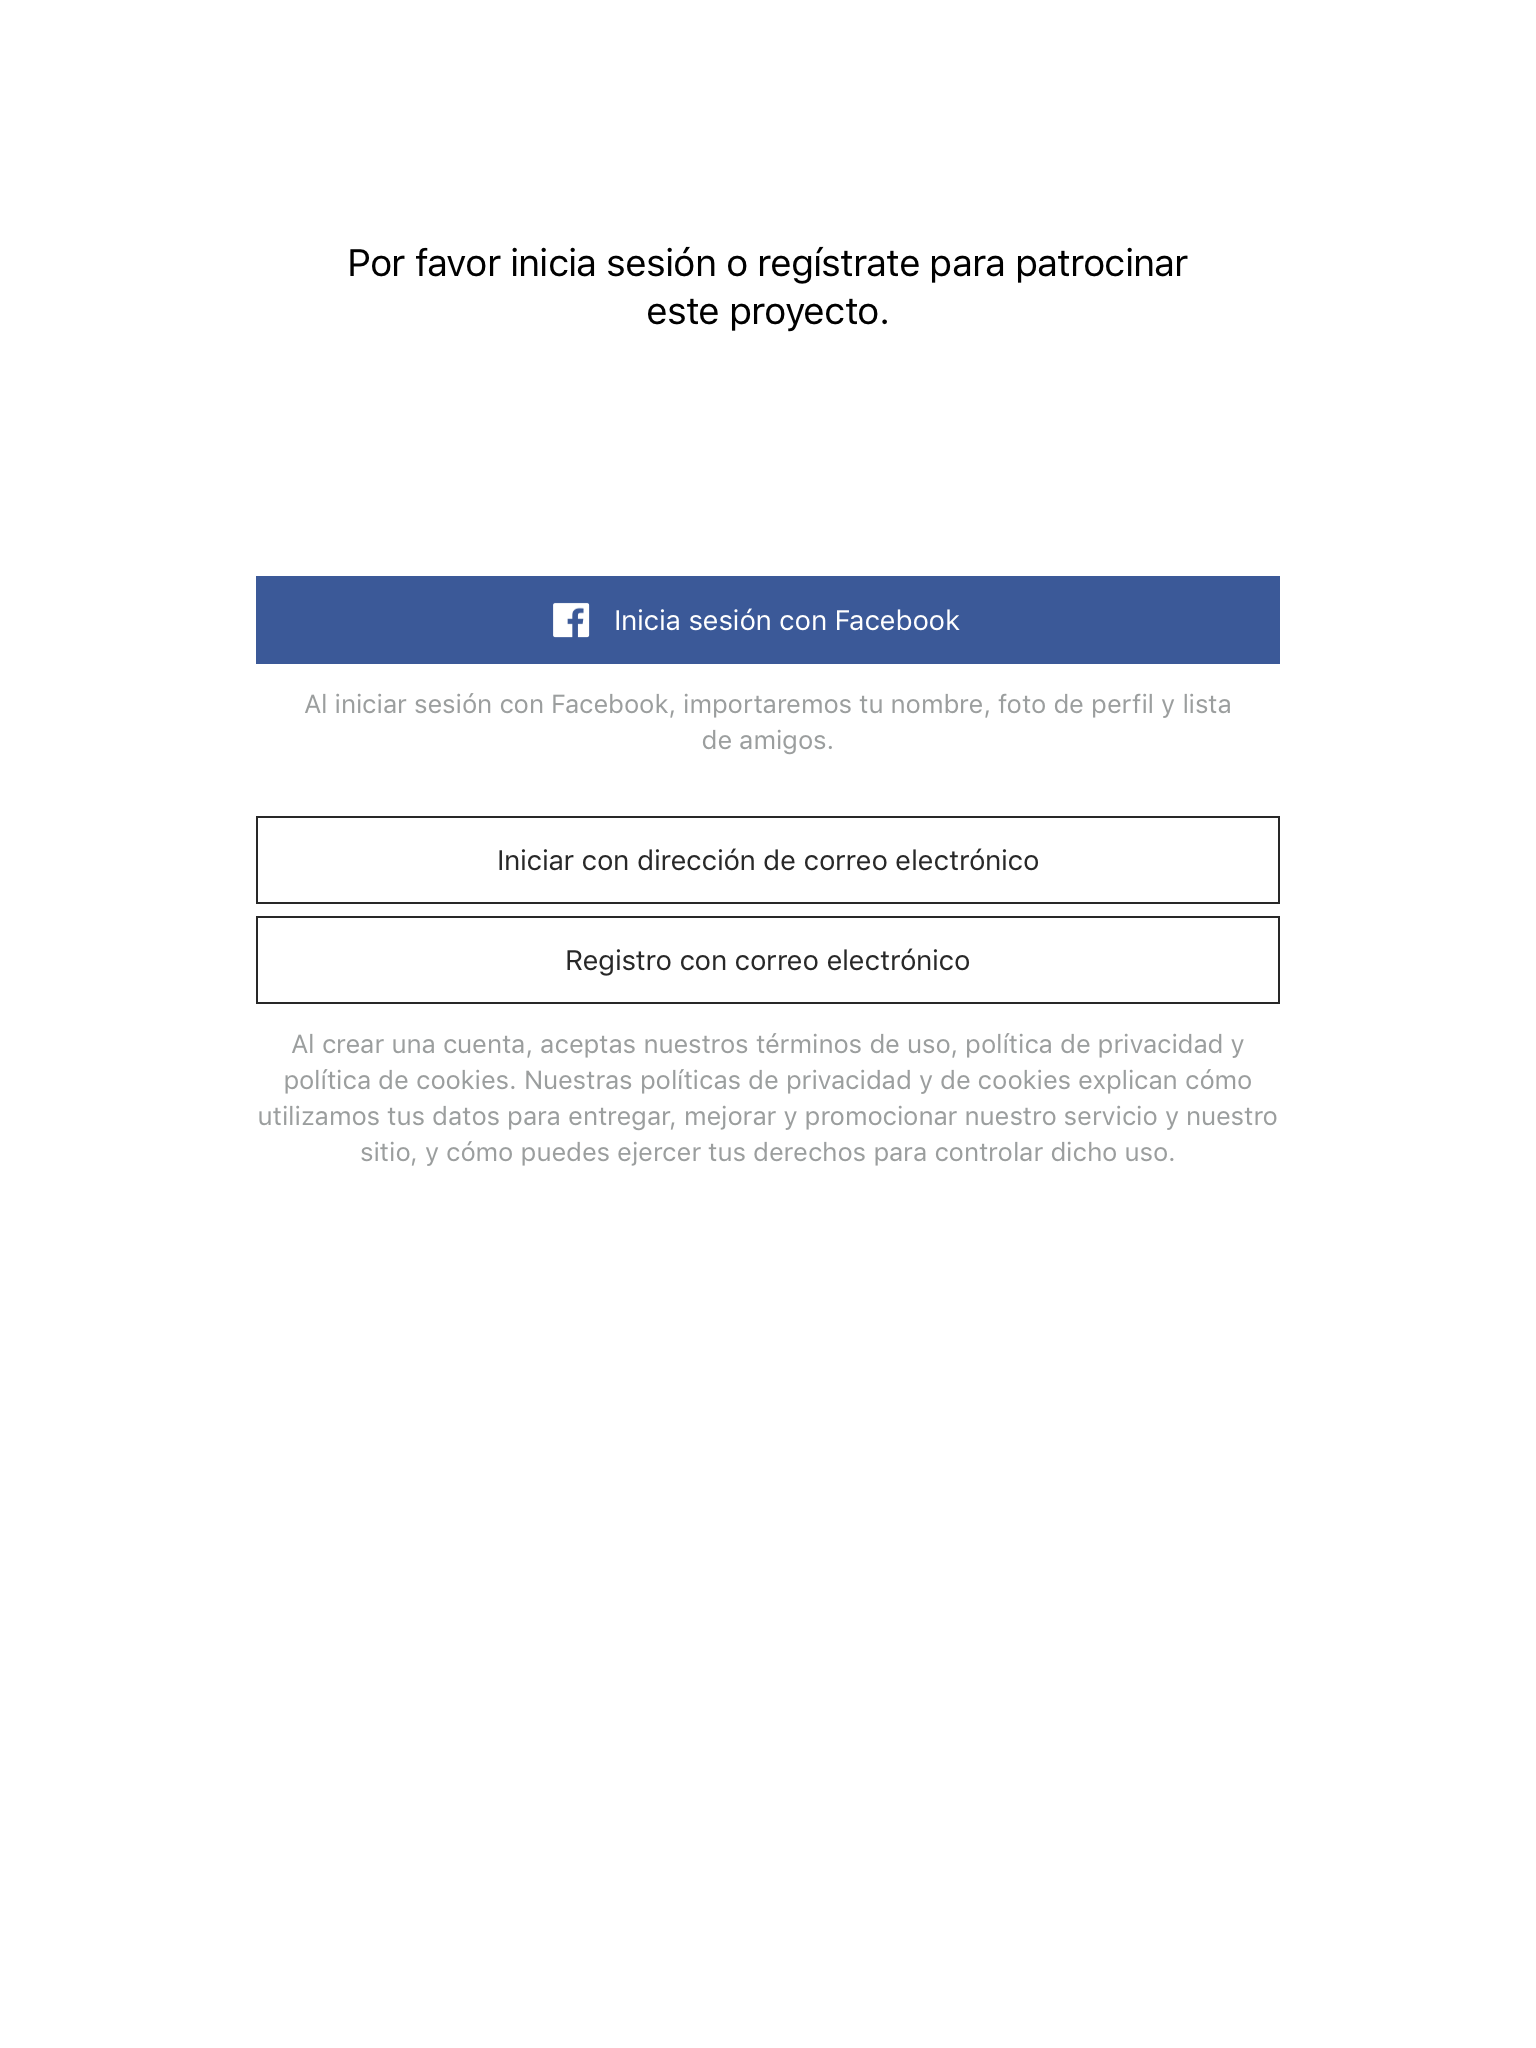 Por favor inicia sesión o regístrate para patrocinar
este proyecto.
Inicia sesión con Facebook
Al iniciar sesión con Facebook, importaremos tu nombre, foto de perfil y lista
de amigos.
Iniciar con dirección de correo electrónico
Registro con correo electrónico
Al crear una cuenta, aceptas nuestros términos de uso, política de privacidad y
política de cookies. Nuestras políticas de privacidad y de cookies explican cómo
utilizamos tus datos para entregar, mejorar y promocionar nuestro servicio y nuestro
sitio, y cómo puedes ejercer tus derechos para controlar dicho uso.